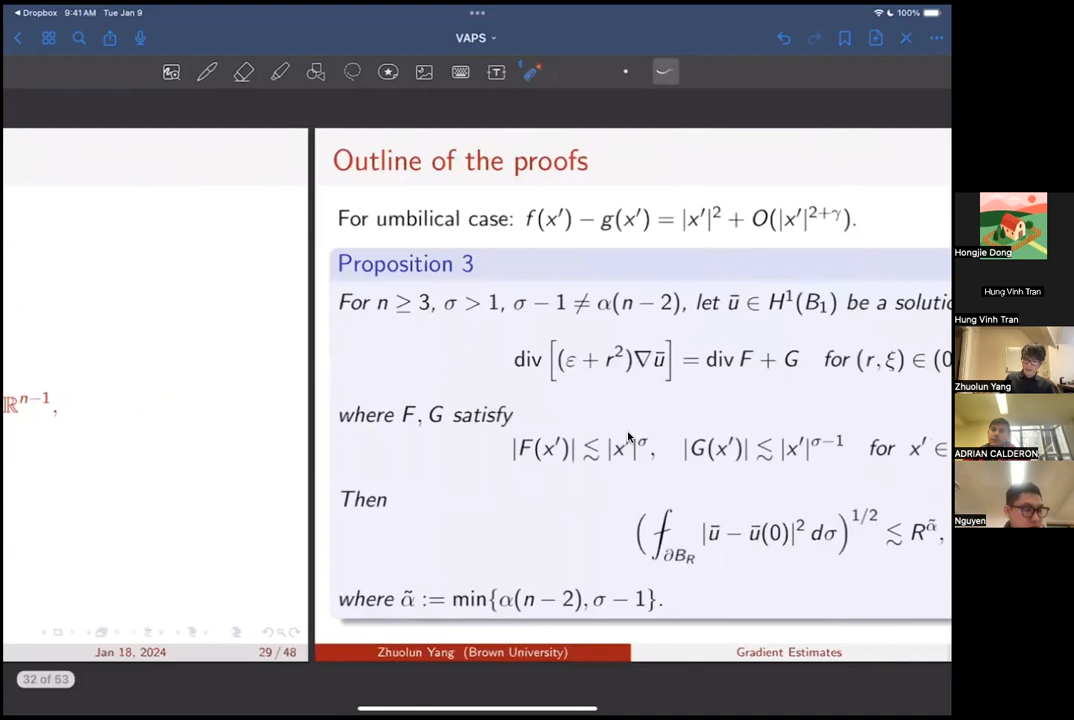 Dropbox 9:41 AM Tue Jan 9
100%
VAPS
ℝⁿ⁻¹,
Jan 18, 2024 29 / 48
32 of 53
Outline of the proofs
For umbilical case: f(x′) − g(x′) = |x′|² + O(|x′|²⁺ᵞ).
Proposition 3
For n ≥ 3, σ > 1, σ − 1 ≠ α(n − 2), let ū ∈ H¹(B₁) be a solutio
div [(ε + r²)∇ū] = div F + G for (r, ξ) ∈ (0
where F, G satisfy
|F(x′)| ≲ |x′|^σ, |G(x′)| ≲ |x′|^{σ−1} for x′ ∈
Then
(⨍_{∂B_R} |ū − ū(0)|² dσ)^{1/2} ≲ R^{α̃},
where α̃ := min{α(n − 2), σ − 1}.
Zhuolun Yang (Brown University) Gradient Estimates
Hongjie Dong
Hung Vinh Tran
Hung Vinh Tran
Zhuolun Yang
ADRIAN CALDERON
Nguyen